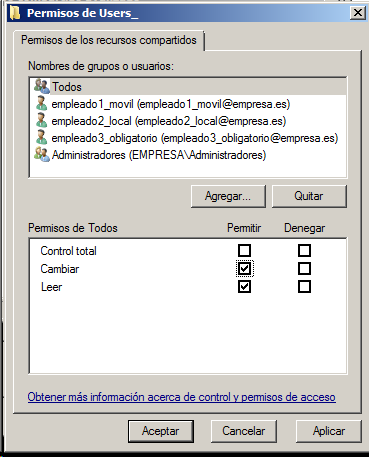 Permisos de Users_
Permisos de los recursos compartidos
Nombres de grupos o usuarios:
Todos
empleado1_movil (empleado1_movil@empresa.es)
empleado2_local (empleado2_local@empresa.es)
empleado3_obligatorio (empleado3_obligatorio@empresa.es)
Administradores (EMPRESA\Administradores)
Agregar... Quitar
Permisos de Todos Permitir Denegar
Control total
Cambiar
Leer
Obtener más información acerca de control y permisos de acceso
Aceptar Cancelar Aplicar